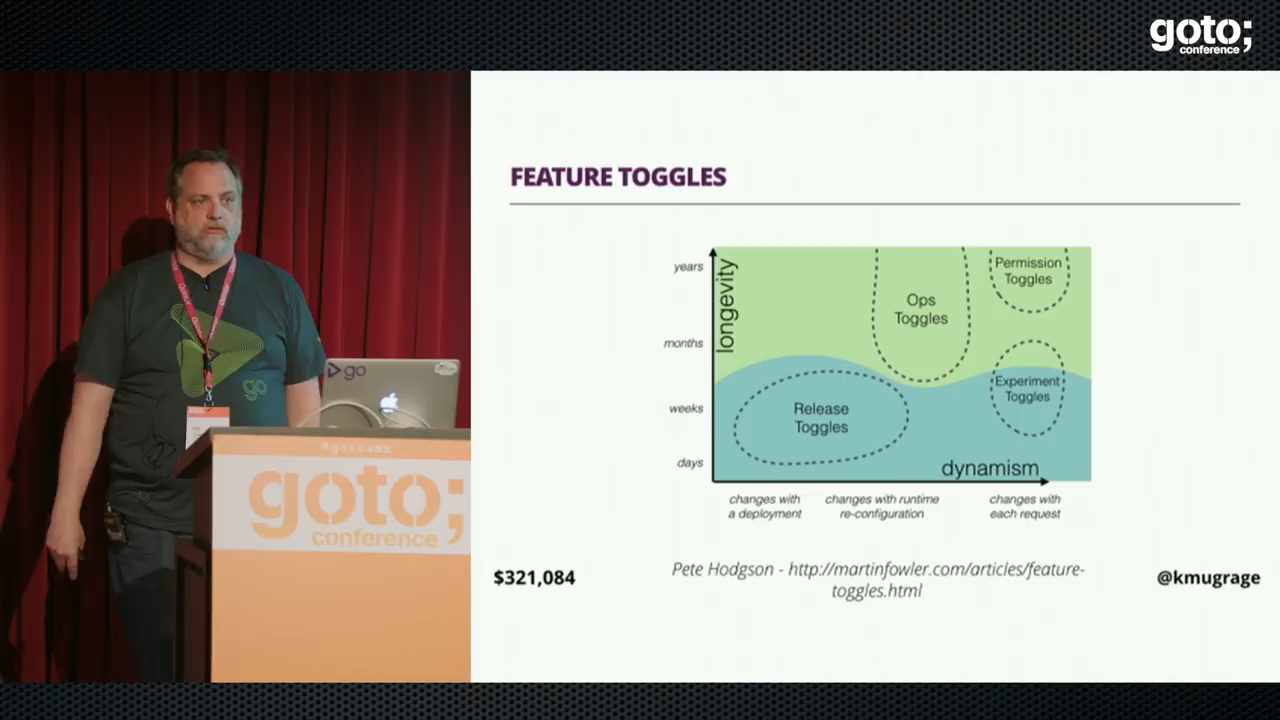 goto;
conference
FEATURE TOGGLES
years
longevity
Permission
Toggles
Ops
Toggles
months
Experiment
Toggles
weeks
Release
Toggles
days
dynamism
changes with
a deployment
changes with runtime
re-configuration
changes with
each request
$321,084
Pete Hodgson - http://martinfowler.com/articles/feature-
toggles.html
@kmugrage
go
go
#gotoams
goto;
conference